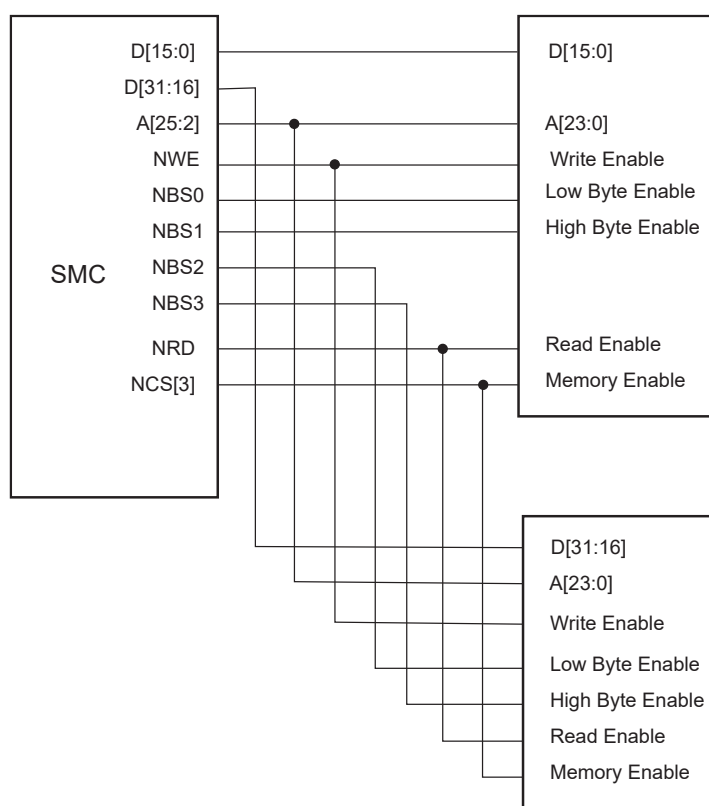 D[15:0]
D[31:16]
A[25:2]
NWE
NBS0
NBS1
NBS2
NBS3
NRD
NCS[3]
SMC
D[15:0]
A[23:0]
Write Enable
Low Byte Enable
High Byte Enable
Read Enable
Memory Enable
D[31:16]
A[23:0]
Write Enable
Low Byte Enable
High Byte Enable
Read Enable
Memory Enable